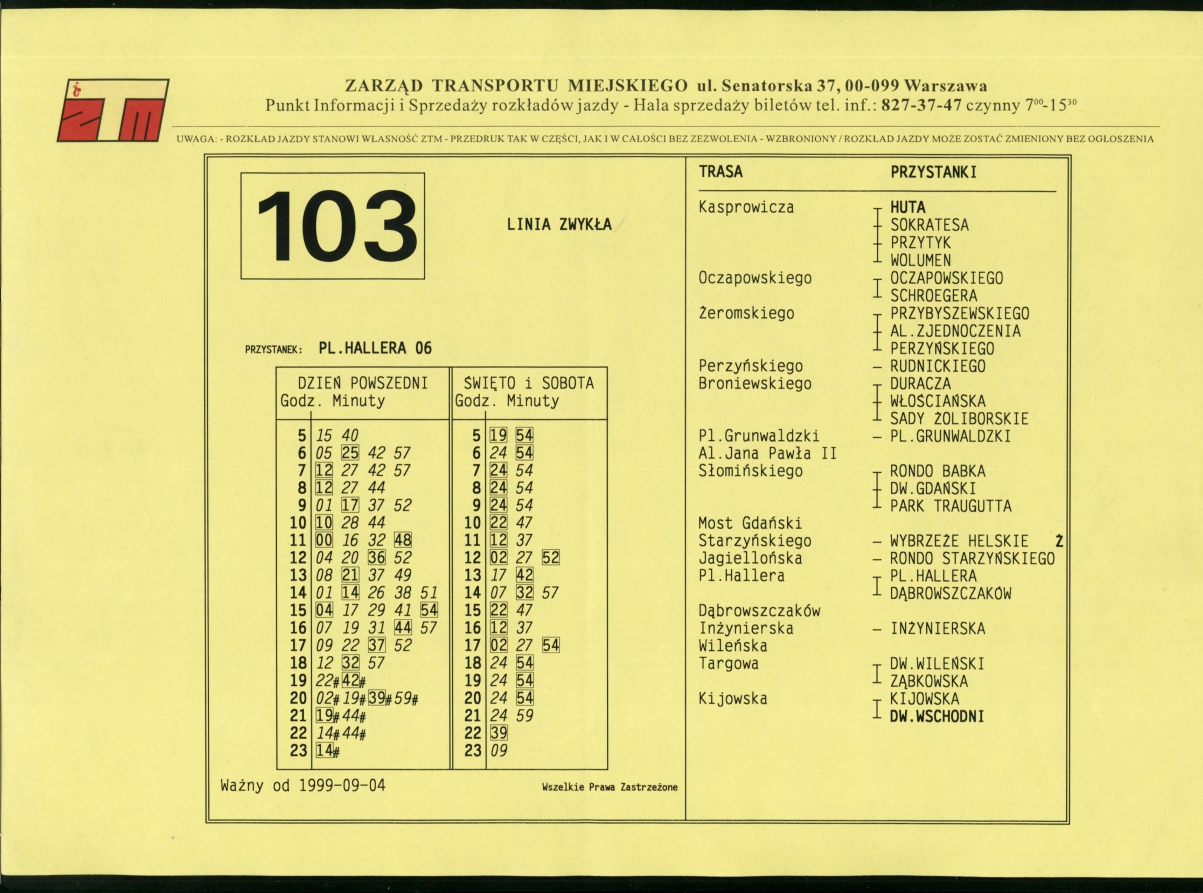 ZTM
ZARZĄD TRANSPORTU MIEJSKIEGO ul. Senatorska 37, 00-099 Warszawa
Punkt Informacji i Sprzedaży rozkładów jazdy - Hala sprzedaży biletów tel. inf.: 827-37-47 czynny 7⁰⁰-15³⁰
UWAGA: - ROZKŁAD JAZDY STANOWI WŁASNOŚĆ ZTM - PRZEDRUK TAK W CZĘŚCI, JAK I W CAŁOŚCI BEZ ZEZWOLENIA - WZBRONIONY / ROZKŁAD JAZDY MOŻE ZOSTAĆ ZMIENIONY BEZ OGŁOSZENIA
103
LINIA ZWYKŁA
PRZYSTANEK: PL.HALLERA 06
DZIEŃ POWSZEDNI
Godz. Minuty
5 15 40
6 05 25 42 57
7 12 27 42 57
8 12 27 44
9 01 17 37 52
10 10 28 44
11 00 16 32 48
12 04 20 36 52
13 08 21 37 49
14 01 14 26 38 51
15 04 17 29 41 54
16 07 19 31 44 57
17 09 22 37 52
18 12 32 57
19 22# 42#
20 02# 19# 39# 59#
21 19# 44#
22 14# 44#
23 14#
ŚWIĘTO i SOBOTA
Godz. Minuty
5 19 54
6 24 54
7 24 54
8 24 54
9 24 54
10 22 47
11 12 37
12 02 27 52
13 17 42
14 07 32 57
15 22 47
16 12 37
17 02 27 54
18 24 54
19 24 54
20 24 54
21 24 59
22 39
23 09
Ważny od 1999-09-04
Wszelkie Prawa Zastrzeżone
TRASA PRZYSTANKI
Kasprowicza HUTA
SOKRATESA
PRZYTYK
WOLUMEN
Oczapowskiego OCZAPOWSKIEGO
SCHROEGERA
Żeromskiego PRZYBYSZEWSKIEGO
AL.ZJEDNOCZENIA
PERZYŃSKIEGO
Perzyńskiego – RUDNICKIEGO
Broniewskiego DURACZA
WŁOŚCIAŃSKA
SADY ŻOLIBORSKIE
Pl.Grunwaldzki – PL.GRUNWALDZKI
Al.Jana Pawła II
Słomińskiego RONDO BABKA
DW.GDAŃSKI
PARK TRAUGUTTA
Most Gdański
Starzyńskiego – WYBRZEŻE HELSKIE Ż
Jagiellońska – RONDO STARZYŃSKIEGO
Pl.Hallera PL.HALLERA
DĄBROWSZCZAKÓW
Dąbrowszczaków
Inżynierska – INŻYNIERSKA
Wileńska
Targowa DW.WILEŃSKI
ZĄBKOWSKA
Kijowska KIJOWSKA
DW.WSCHODNI